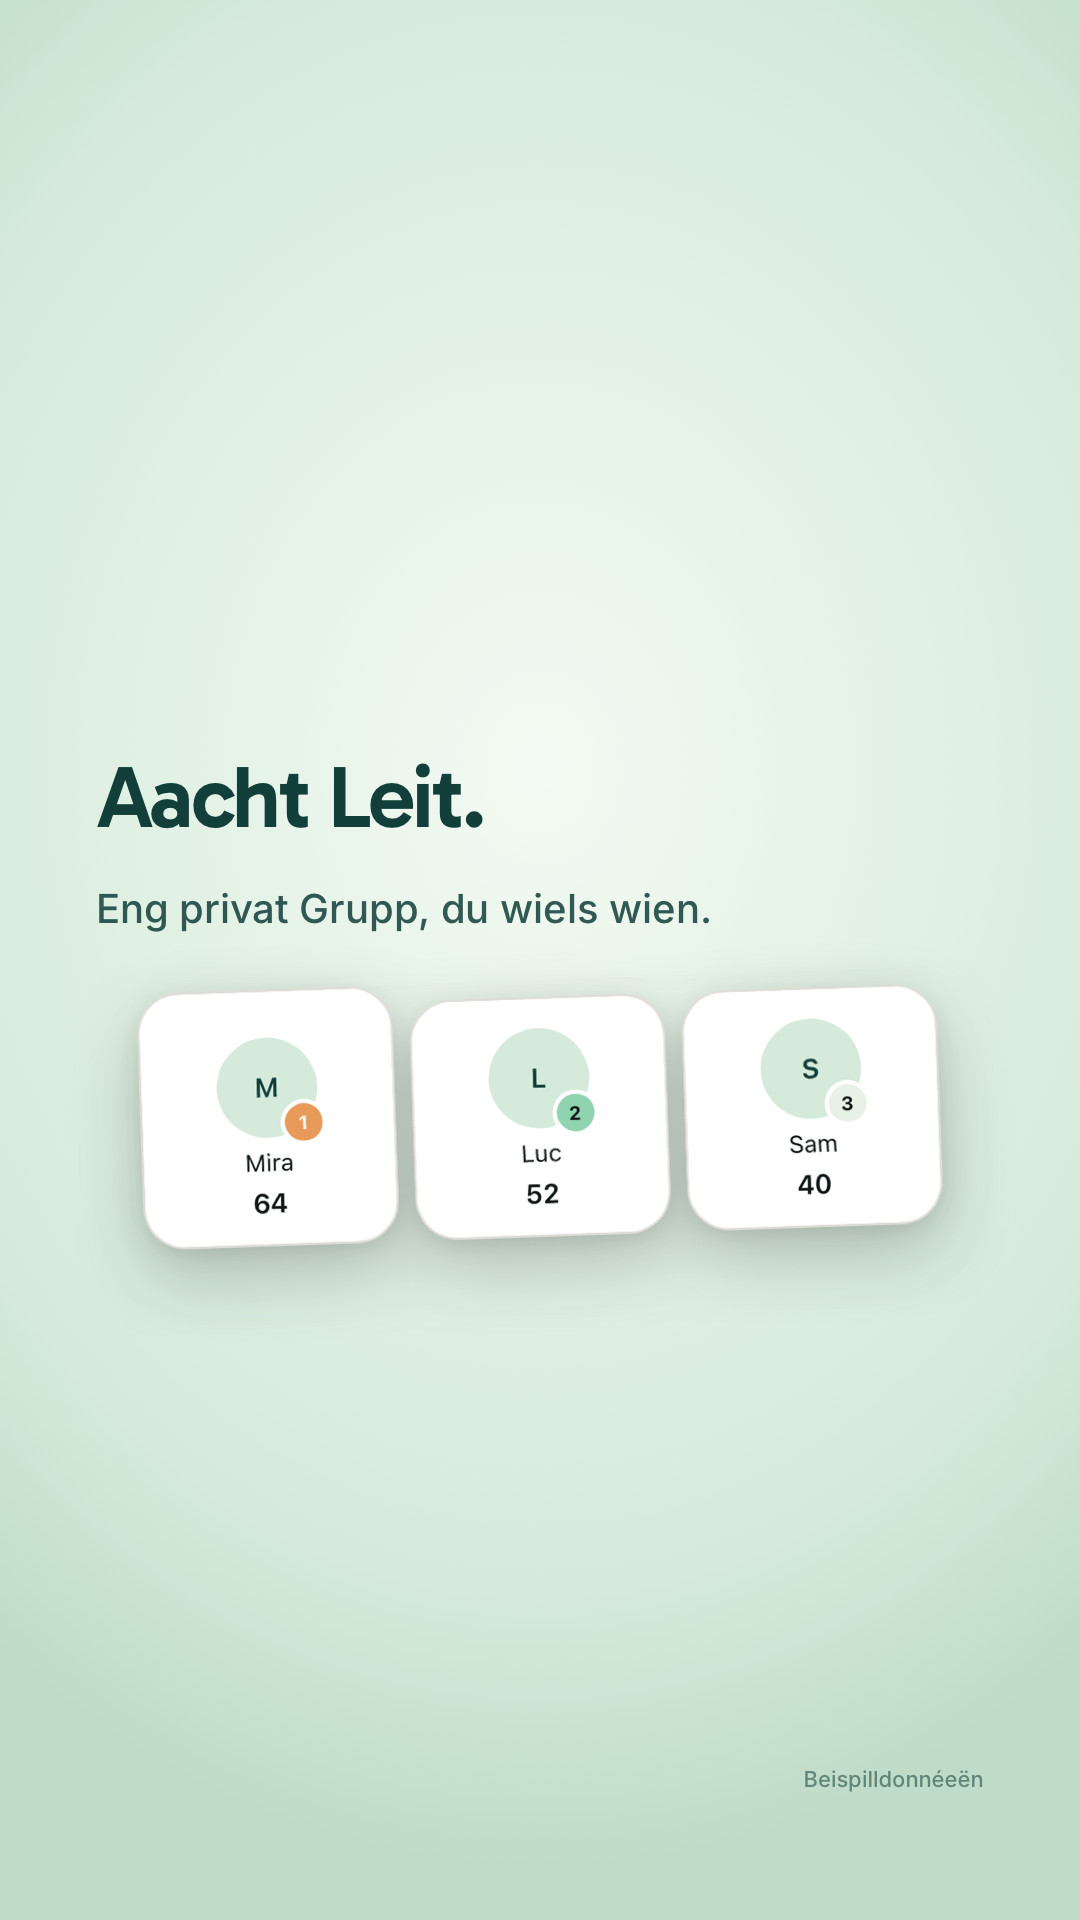 Aacht Leit.
Eng privat Grupp, du wiels wien.
M
1
Mira
64
L
2
Luc
52
S
3
Sam
40
Beispilldonnéeën